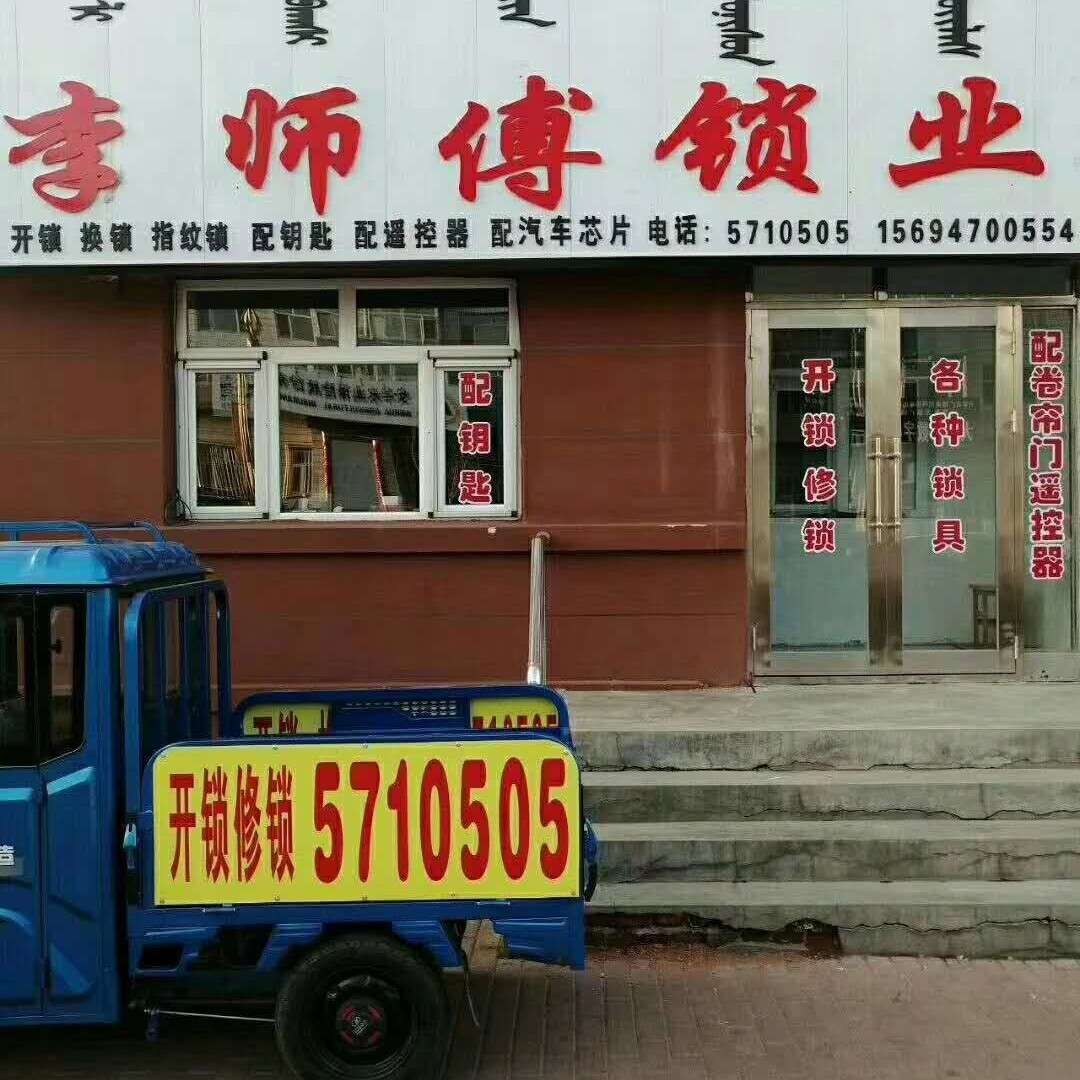 李师傅锁业
开锁 换锁 指纹锁 配钥匙 配遥控器 配汽车芯片 电话: 5710505 15694700554
配钥匙
开锁修锁
各种锁具
配卷帘门遥控器
开锁
开锁修锁 5710505